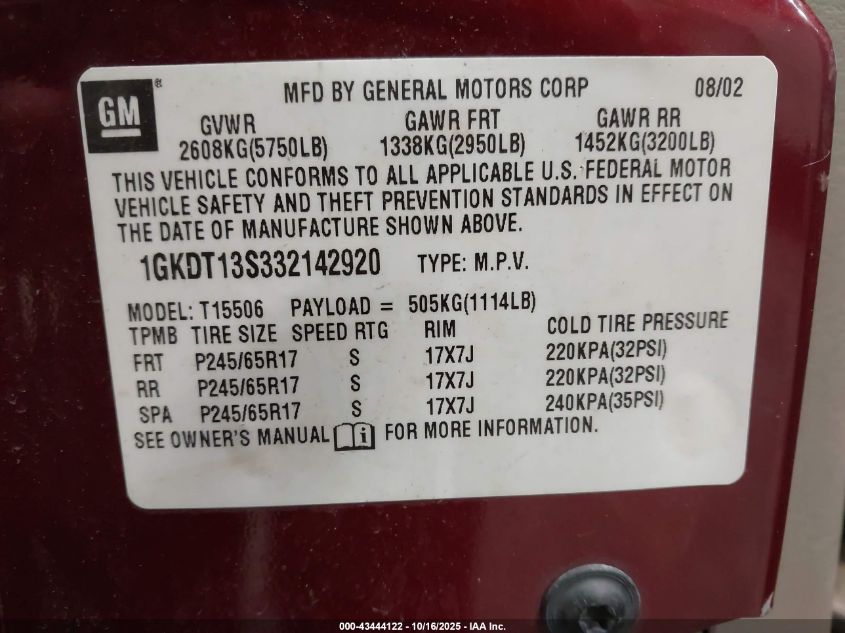 GM ®
MFD BY GENERAL MOTORS CORP 08/02
GVWR GAWR FRT GAWR RR
2608KG(5750LB) 1338KG(2950LB) 1452KG(3200LB)
THIS VEHICLE CONFORMS TO ALL APPLICABLE U.S. FEDERAL MOTOR
VEHICLE SAFETY AND THEFT PREVENTION STANDARDS IN EFFECT ON
THE DATE OF MANUFACTURE SHOWN ABOVE.
1GKDT13S332142920 TYPE: M.P.V.
MODEL: T15506 PAYLOAD = 505KG(1114LB)
TPMB TIRE SIZE SPEED RTG RIM COLD TIRE PRESSURE
FRT P245/65R17 S 17X7J 220KPA(32PSI)
RR P245/65R17 S 17X7J 220KPA(32PSI)
SPA P245/65R17 S 17X7J 240KPA(35PSI)
SEE OWNER'S MANUAL i FOR MORE INFORMATION.
000-43444122 - 10/16/2025 - IAA Inc.